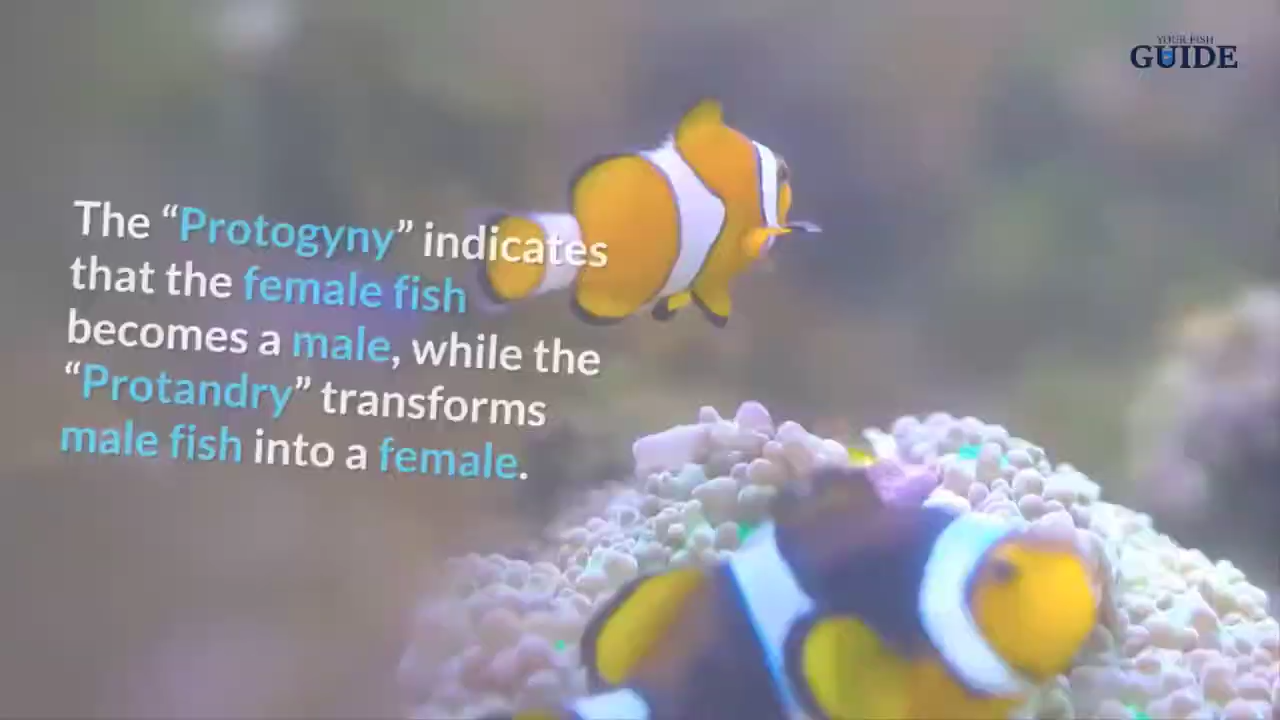 YOUR FISH
GUIDE
The “Protogyny” indicates
that the female fish
becomes a male, while the
“Protandry” transforms
male fish into a female.